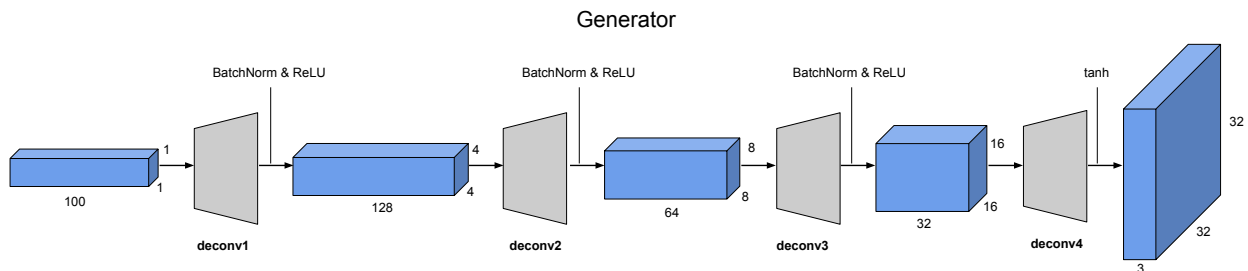 Generator
BatchNorm & ReLU
BatchNorm & ReLU
BatchNorm & ReLU
tanh
1
1
100
4
4
128
8
8
64
16
16
32
32
32
3
deconv1
deconv2
deconv3
deconv4